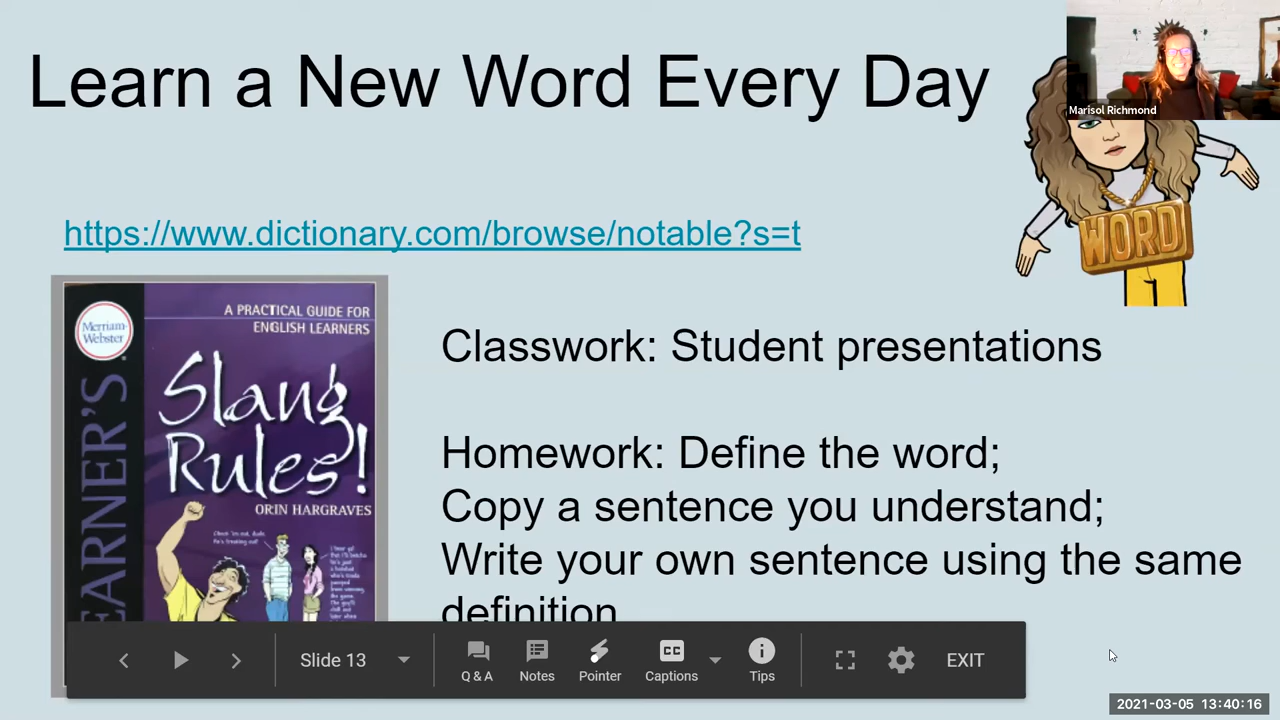 Learn a New Word Every Day
Marisol Richmond
WORD
https://www.dictionary.com/browse/notable?s=t
A PRACTICAL GUIDE FOR
ENGLISH LEARNERS
Merriam-
Webster
Slang
Rules!
ORIN HARGRAVES
EARNER'S
Classwork: Student presentations
Homework: Define the word;
Copy a sentence you understand;
Write your own sentence using the same
definition
Slide 13
Q & A
Notes
Pointer
CC
Captions
Tips
EXIT
2021-03-05 13:40:16